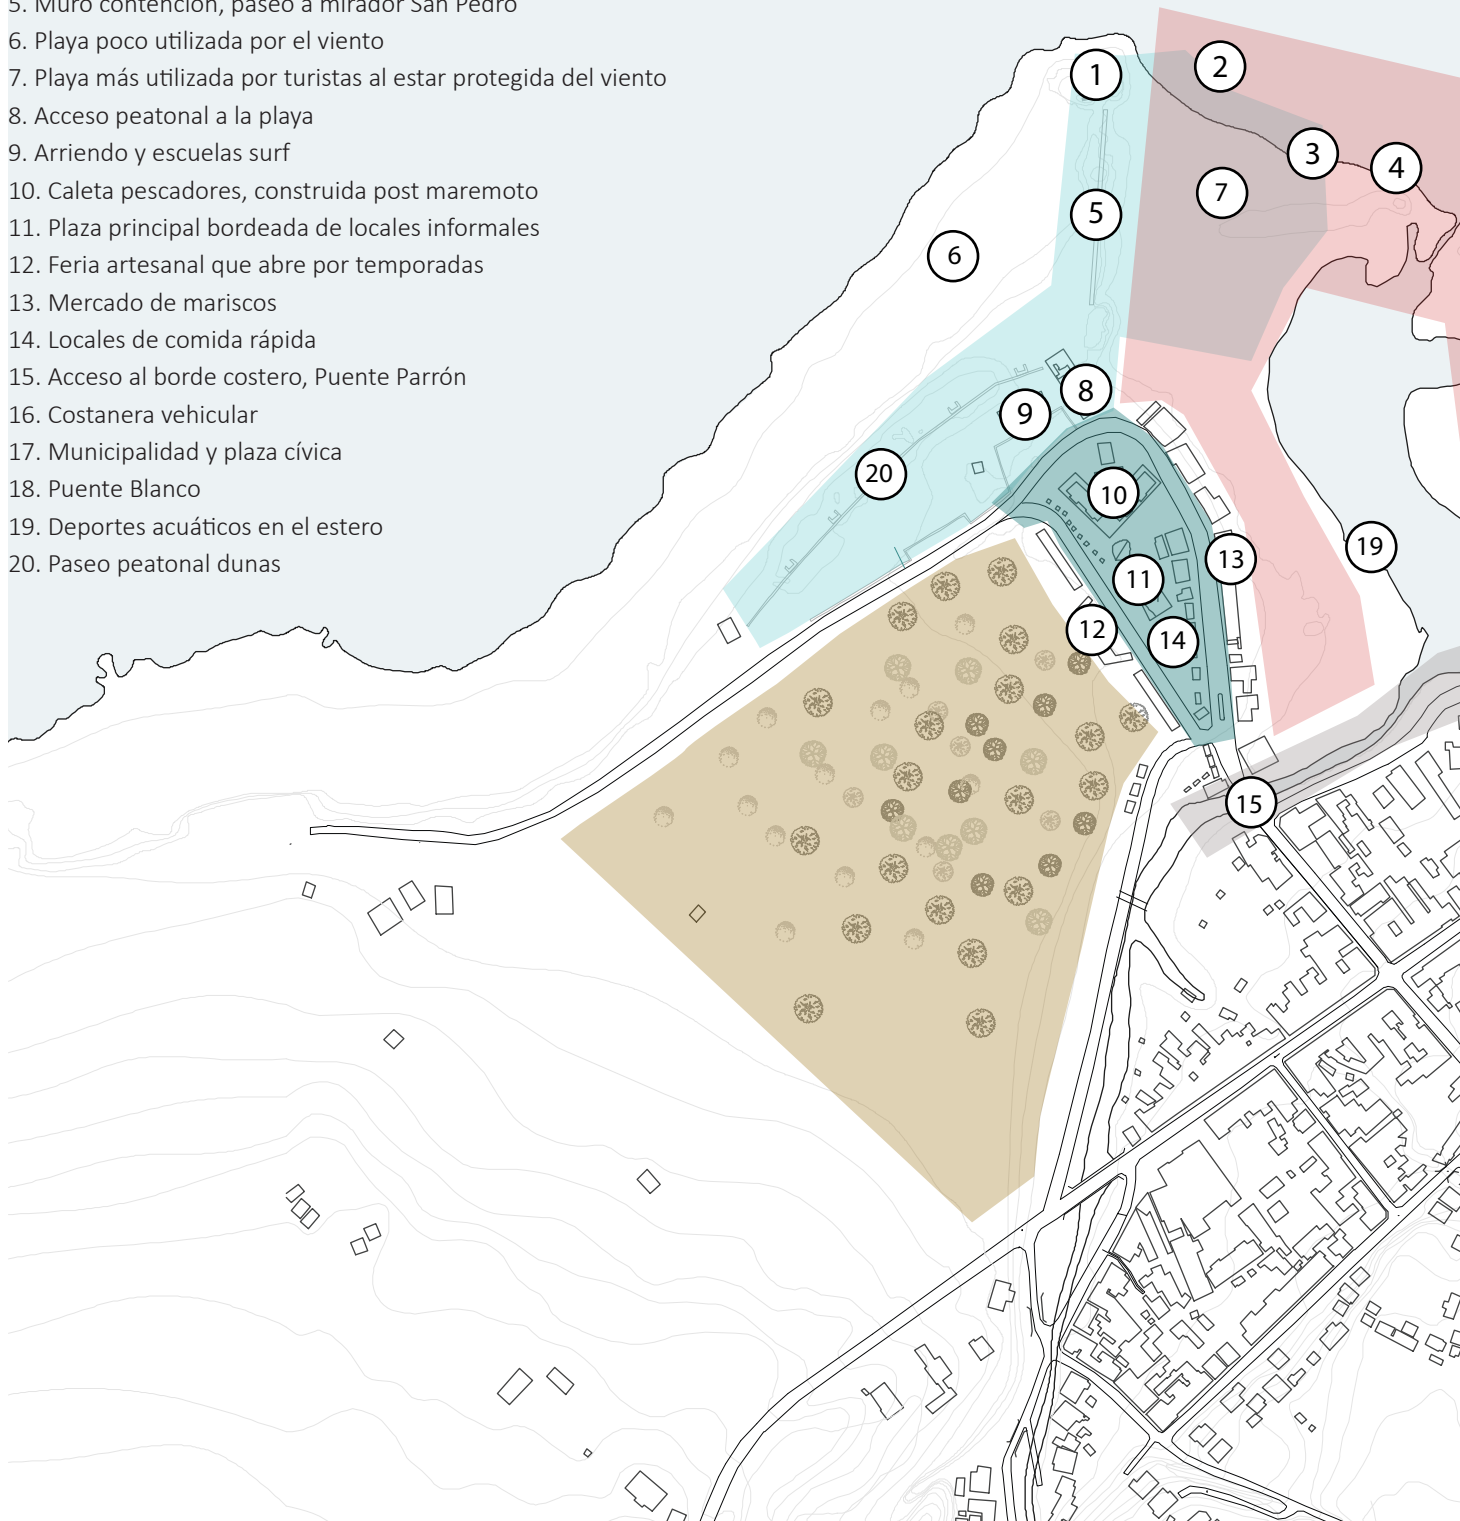 5. Muro contención, paseo a mirador San Pedro
6. Playa poco utilizada por el viento
7. Playa más utilizada por turistas al estar protegida del viento
8. Acceso peatonal a la playa
9. Arriendo y escuelas surf
10. Caleta pescadores, construida post maremoto
11. Plaza principal bordeada de locales informales
12. Feria artesanal que abre por temporadas
13. Mercado de mariscos
14. Locales de comida rápida
15. Acceso al borde costero, Puente Parrón
16. Costanera vehicular
17. Municipalidad y plaza cívica
18. Puente Blanco
19. Deportes acuáticos en el estero
20. Paseo peatonal dunas
1
2
3
4
7
5
6
8
9
20
10
13
19
11
12
14
15